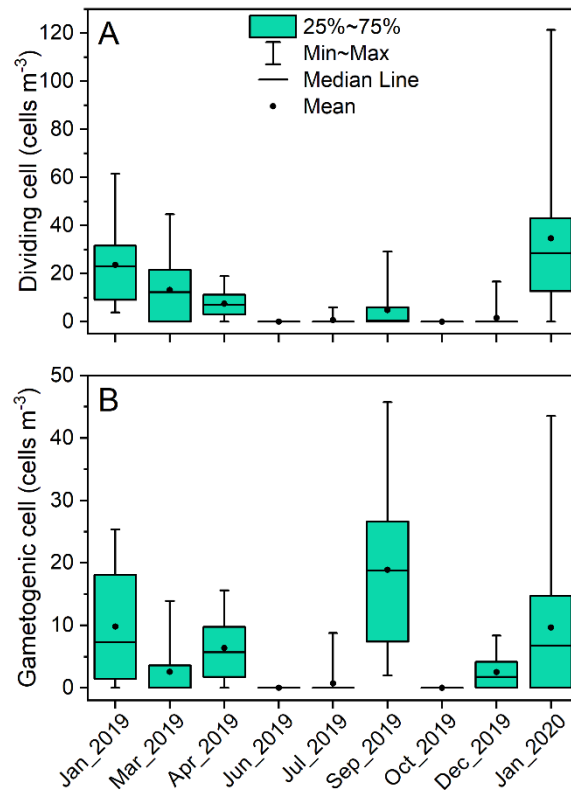 A
25%~75%
Min~Max
Median Line
Mean
Dividing cell (cells m⁻³)
120
100
80
60
40
20
0
B
Gametogenic cell (cells m⁻³)
50
40
30
20
10
0
Jan_2019
Mar_2019
Apr_2019
Jun_2019
Jul_2019
Sep_2019
Oct_2019
Dec_2019
Jan_2020